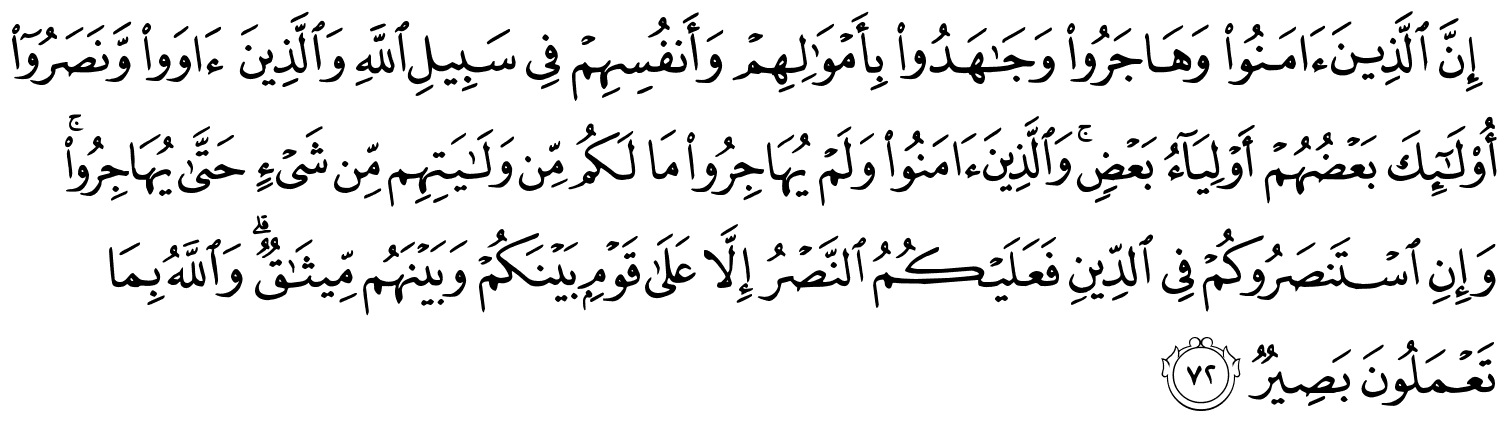 إِنَّ ٱلَّذِينَ ءَامَنُوا۟ وَهَاجَرُوا۟ وَجَـٰهَدُوا۟ بِأَمْوَٰلِهِمْ وَأَنفُسِهِمْ فِى سَبِيلِ ٱللَّهِ وَٱلَّذِينَ ءَاوَوا۟ وَّنَصَرُوٓا۟
أُو۟لَـٰٓئِكَ بَعْضُهُمْ أَوْلِيَآءُ بَعْضٍ ۚ وَٱلَّذِينَ ءَامَنُوا۟ وَلَمْ يُهَاجِرُوا۟ مَا لَكُم مِّن وَلَـٰيَتِهِم مِّن شَىْءٍ حَتَّىٰ يُهَاجِرُوا۟ ۚ
وَإِنِ ٱسْتَنصَرُوكُمْ فِى ٱلدِّينِ فَعَلَيْكُمُ ٱلنَّصْرُ إِلَّا عَلَىٰ قَوْمٍۭ بَيْنَكُمْ وَبَيْنَهُم مِّيثَـٰقٌ ۗ وَٱللَّهُ بِمَا
تَعْمَلُونَ بَصِيرٌ ٧٢